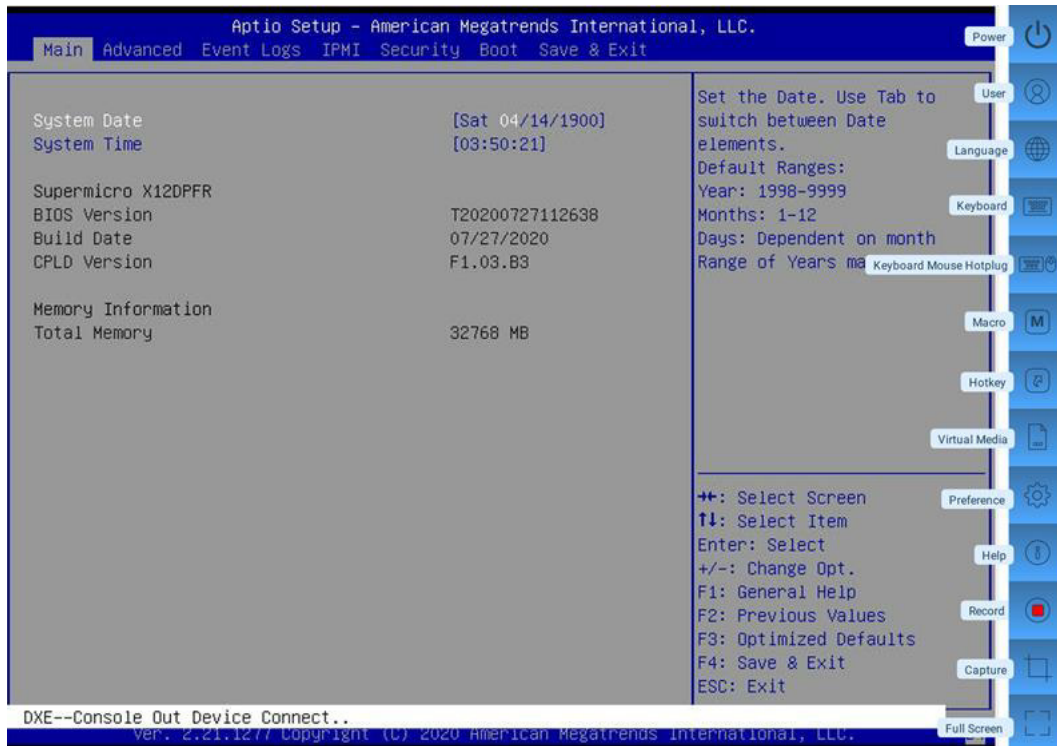 Aptio Setup - American Megatrends International, LLC.
Main Advanced Event Logs IPMI Security Boot Save & Exit
System Date [Sat 04/14/1900]
System Time [03:50:21]
Supermicro X12DPFR
BIOS Version T20200727112638
Build Date 07/27/2020
CPLD Version F1.03.B3
Memory Information
Total Memory 32768 MB
Set the Date. Use Tab to
switch between Date
elements.
Default Ranges:
Year: 1998-9999
Months: 1-12
Days: Dependent on month
Range of Years ma
→←: Select Screen
↑↓: Select Item
Enter: Select
+/-: Change Opt.
F1: General Help
F2: Previous Values
F3: Optimized Defaults
F4: Save & Exit
ESC: Exit
DXE--Console Out Device Connect..
Ver. 2.21.1277 Copyright (C) 2020 American Megatrends International, LLC.
Power
User
Language
Keyboard
Keyboard Mouse Hotplug
Macro
M
Hotkey
Virtual Media
Preference
Help
Record
Capture
Full Screen